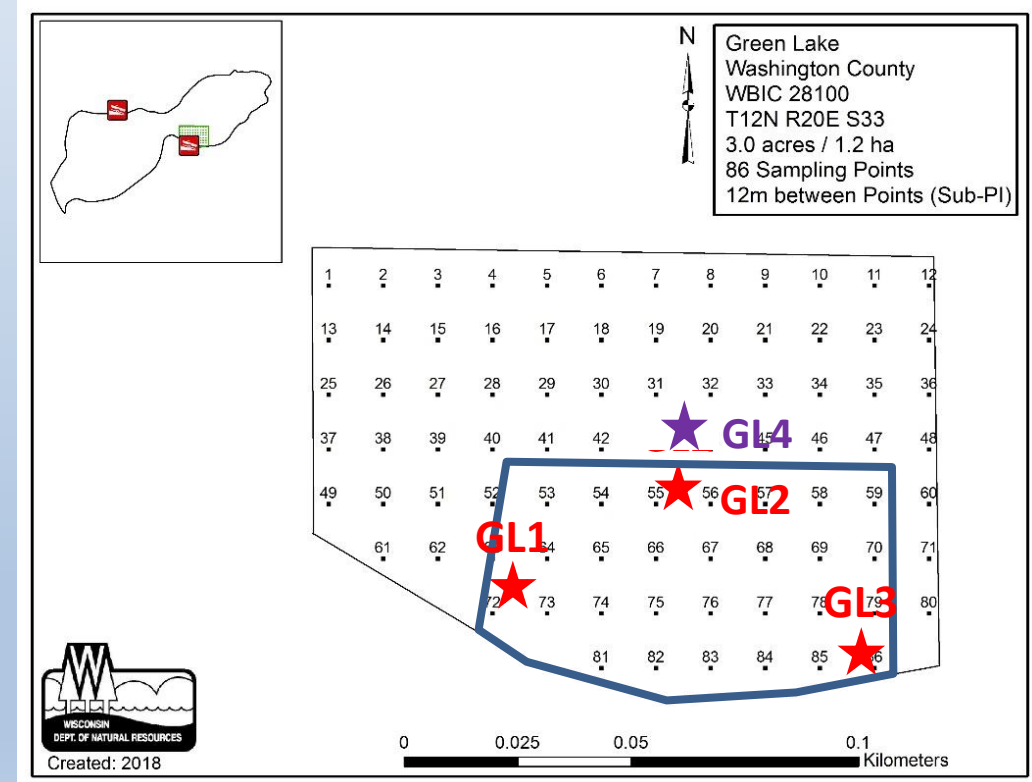 N
Green Lake
Washington County
WBIC 28100
T12N R20E S33
3.0 acres / 1.2 ha
86 Sampling Points
12m between Points (Sub-PI)
1 2 3 4 5 6 7 8 9 10 11 12
13 14 15 16 17 18 19 20 21 22 23 24
25 26 27 28 29 30 31 32 33 34 35 36
37 38 39 40 41 42 GL4 45 46 47 48
49 50 51 52 53 54 55 56 57 58 59 60
GL2
GL1
61 62 64 65 66 67 68 69 70 71
72 73 74 75 76 77 78 79 80
GL3
81 82 83 84 85 86
W
WISCONSIN
DEPT. OF NATURAL RESOURCES
Created: 2018
0 0.025 0.05 0.1
Kilometers